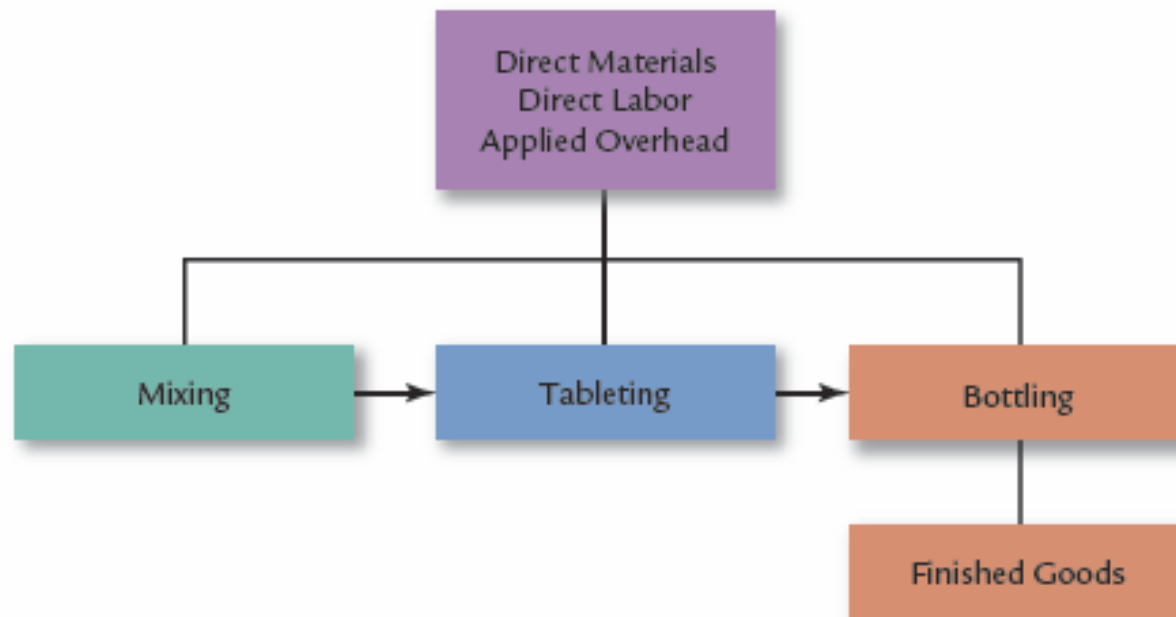 Direct Materials
Direct Labor
Applied Overhead
Mixing
Tableting
Bottling
Finished Goods